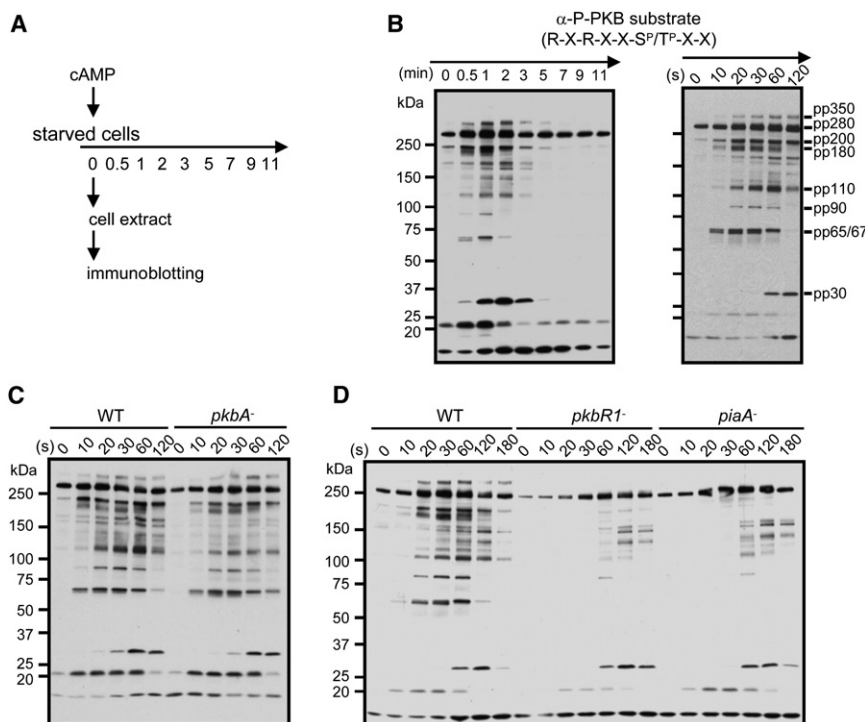 A
cAMP
starved cells
0 0.5 1 2 3 5 7 9 11
cell extract
immunoblotting
B
α-P-PKB substrate
(R-X-R-X-X-Sᴾ/Tᴾ-X-X)
(min) 0 0.5 1 2 3 5 7 9 11
kDa
250
150
100
75
50
37
25
20
(s) 0 10 20 30 60 120
pp350
pp280
pp200
pp180
pp110
pp90
pp65/67
pp30
C
WT pkbA-
(s) 0 10 20 30 60 120 0 10 20 30 60 120
kDa
250
150
100
75
50
37
25
20
D
WT pkbR1- piaA-
(s) 0 10 20 30 60 120 180 0 10 20 30 60 120 180 0 10 20 30 60 120 180
kDa
250
150
100
75
50
37
25
20